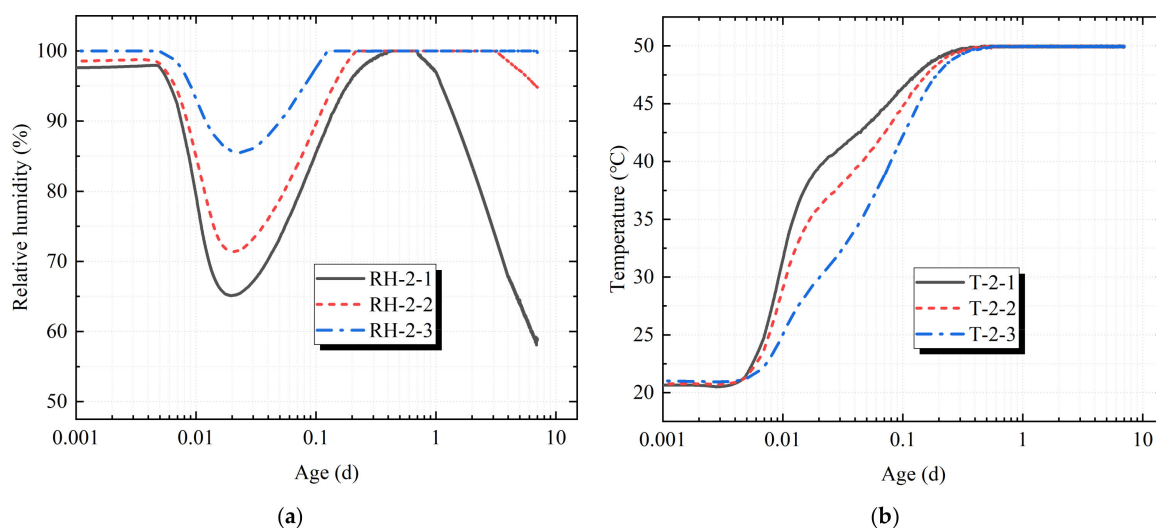 100
90
80
70
60
50
Relative humidity (%)
RH-2-1
RH-2-2
RH-2-3
0.001 0.01 0.1 1 10
Age (d)
(a)
50
45
40
35
30
25
20
Temperature (℃)
T-2-1
T-2-2
T-2-3
0.001 0.01 0.1 1 10
Age (d)
(b)